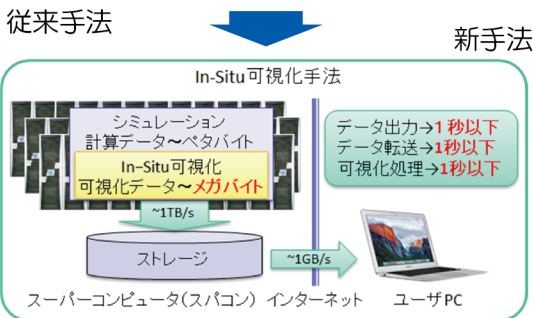 従来手法
新手法
In-Situ可視化手法
シミュレーション
計算データ～ペタバイト
In-Situ可視化
可視化データ～メガバイト
データ出力→1秒以下
データ転送→1秒以下
可視化処理→1秒以下
~1TB/s
ストレージ
~1GB/s
スーパーコンピュータ（スパコン）
インターネット
ユーザPC